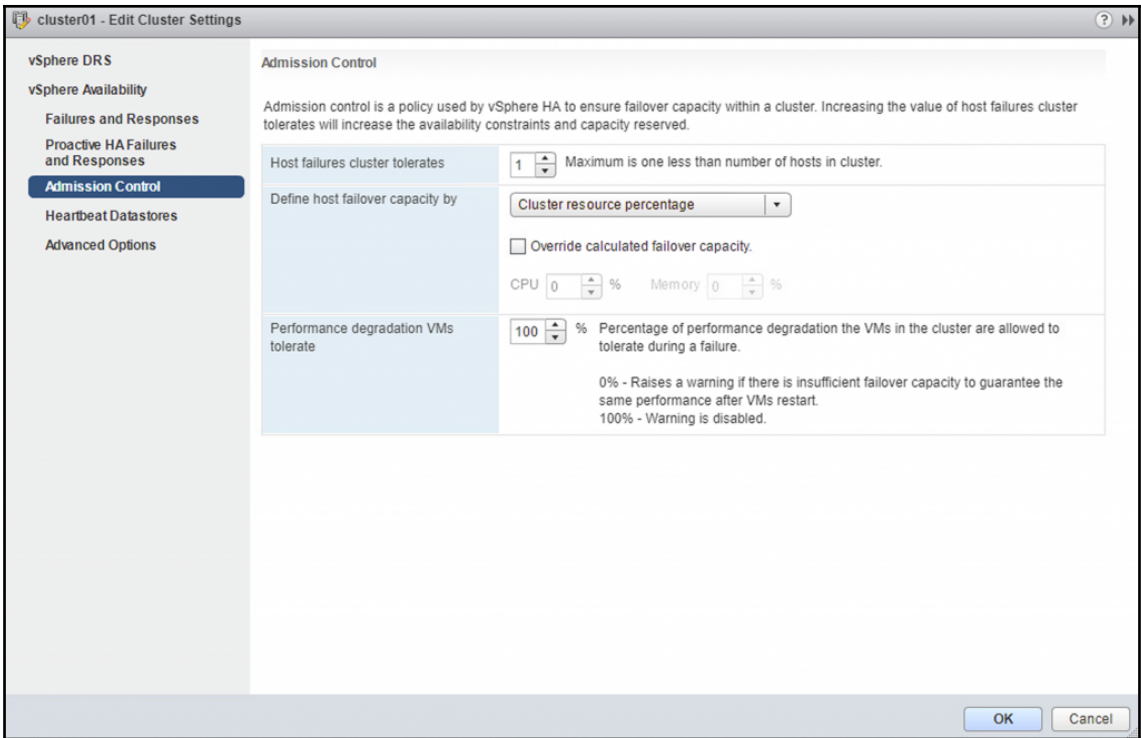 cluster01 - Edit Cluster Settings
?
vSphere DRS
vSphere Availability
Failures and Responses
Proactive HA Failures
and Responses
Admission Control
Heartbeat Datastores
Advanced Options
Admission Control
Admission control is a policy used by vSphere HA to ensure failover capacity within a cluster. Increasing the value of host failures cluster
tolerates will increase the availability constraints and capacity reserved.
Host failures cluster tolerates
1 Maximum is one less than number of hosts in cluster.
Define host failover capacity by
Cluster resource percentage
Override calculated failover capacity.
CPU 0 % Memory 0 %
Performance degradation VMs
tolerate
100 % Percentage of performance degradation the VMs in the cluster are allowed to
tolerate during a failure.
0% - Raises a warning if there is insufficient failover capacity to guarantee the
same performance after VMs restart.
100% - Warning is disabled.
OK Cancel